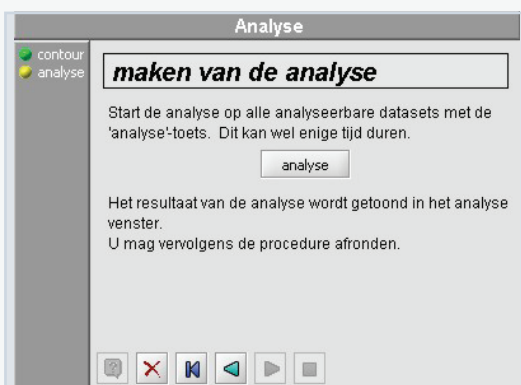 Analyse
contour
analyse
maken van de analyse
Start de analyse op alle analyseerbare datasets met de
'analyse'-toets. Dit kan wel enige tijd duren.
analyse
Het resultaat van de analyse wordt getoond in het analyse
venster.
U mag vervolgens de procedure afronden.